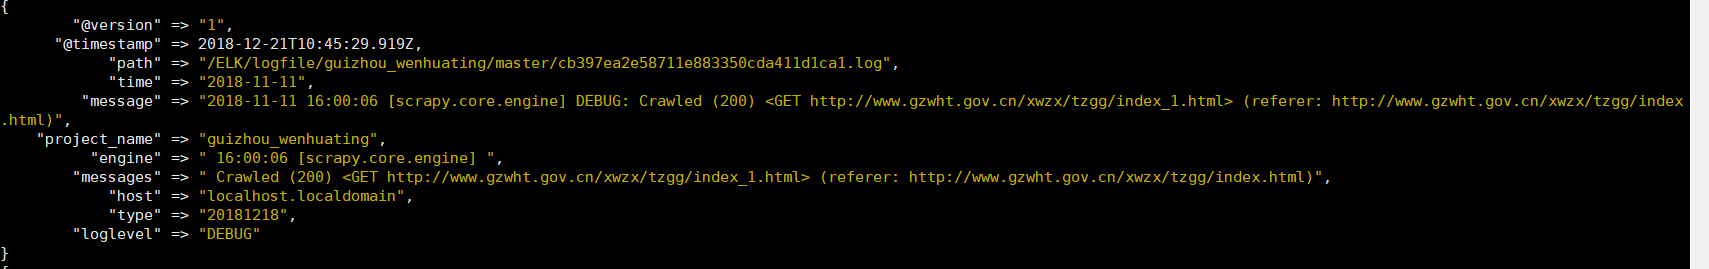 {
"@version" => "1",
"@timestamp" => 2018-12-21T10:45:29.919Z,
"path" => "/ELK/logfile/guizhou_wenhuating/master/cb397ea2e58711e883350cda411d1ca1.log",
"time" => "2018-11-11",
"message" => "2018-11-11 16:00:06 [scrapy.core.engine] DEBUG: Crawled (200) <GET http://www.gzwht.gov.cn/xwzx/tzgg/index_1.html> (referer: http://www.gzwht.gov.cn/xwzx/tzgg/index
.html)",
"project_name" => "guizhou_wenhuating",
"engine" => " 16:00:06 [scrapy.core.engine] ",
"messages" => " Crawled (200) <GET http://www.gzwht.gov.cn/xwzx/tzgg/index_1.html> (referer: http://www.gzwht.gov.cn/xwzx/tzgg/index.html)",
"host" => "localhost.localdomain",
"type" => "20181218",
"loglevel" => "DEBUG"
}